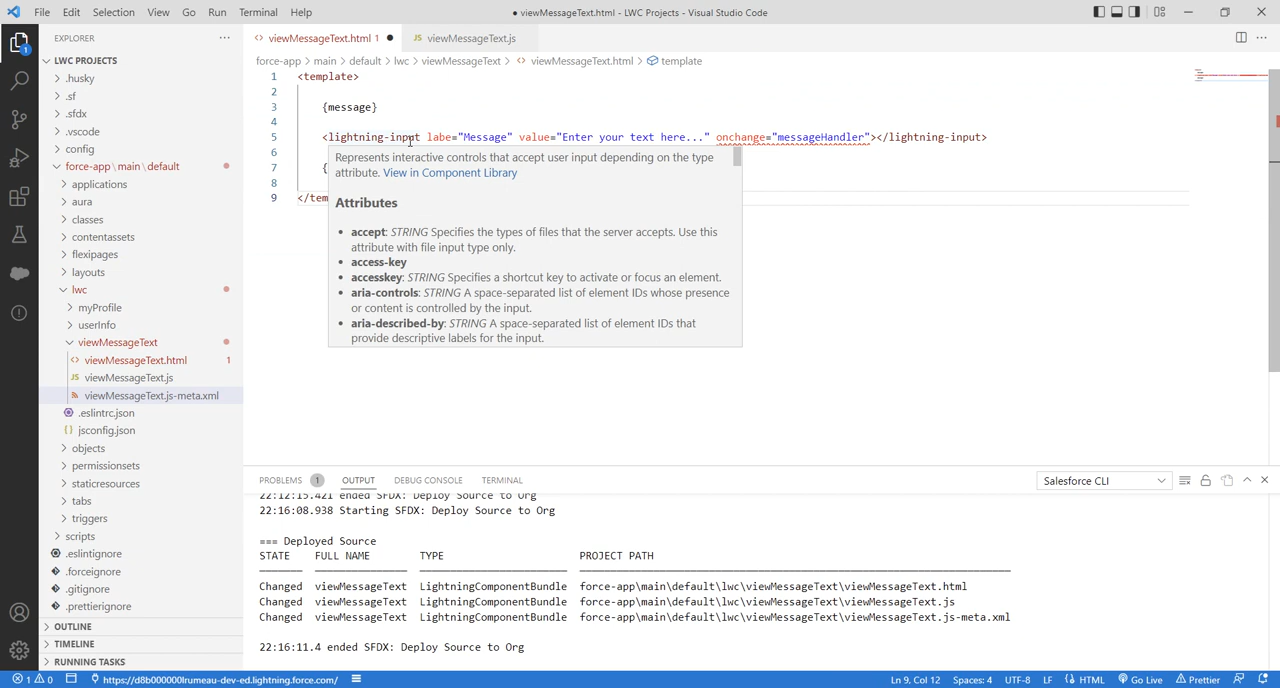 File Edit Selection View Go Run Terminal Help
● viewMessageText.html - LWC Projects - Visual Studio Code
EXPLORER
LWC PROJECTS
.husky
.sf
.sfdx
.vscode
config
force-app\main\default
applications
aura
classes
contentassets
flexipages
layouts
lwc
myProfile
userInfo
viewMessageText
viewMessageText.html 1
JS viewMessageText.js
viewMessageText.js-meta.xml
.eslintrc.json
jsconfig.json
objects
permissionsets
staticresources
tabs
triggers
scripts
.eslintignore
.forceignore
.gitignore
.prettierignore
OUTLINE
TIMELINE
RUNNING TASKS
1
viewMessageText.html 1 ●
JS viewMessageText.js
force-app > main > default > lwc > viewMessageText > viewMessageText.html > template
1 <template>
2
3 {message}
4
5 <lightning-input labe="Message" value="Enter your text here..." onchange="messageHandler"></lightning-input>
6
7 {
8
9 </tem
Represents interactive controls that accept user input depending on the type
attribute. View in Component Library
Attributes
• accept: STRING Specifies the types of files that the server accepts. Use this
attribute with file input type only.
• access-key
• accesskey: STRING Specifies a shortcut key to activate or focus an element.
• aria-controls: STRING A space-separated list of element IDs whose presence
or content is controlled by the input.
• aria-described-by: STRING A space-separated list of element IDs that
provide descriptive labels for the input.
PROBLEMS 1 OUTPUT DEBUG CONSOLE TERMINAL
Salesforce CLI
22:12:15.421 ended SFDX: Deploy Source to Org
22:16:08.938 Starting SFDX: Deploy Source to Org
=== Deployed Source
STATE FULL NAME TYPE PROJECT PATH
Changed viewMessageText LightningComponentBundle force-app\main\default\lwc\viewMessageText\viewMessageText.html
Changed viewMessageText LightningComponentBundle force-app\main\default\lwc\viewMessageText\viewMessageText.js
Changed viewMessageText LightningComponentBundle force-app\main\default\lwc\viewMessageText\viewMessageText.js-meta.xml
22:16:11.4 ended SFDX: Deploy Source to Org
1 0 https://d8b000000lrumeau-dev-ed.lightning.force.com/
Ln 9, Col 12 Spaces: 4 UTF-8 LF HTML Go Live Prettier